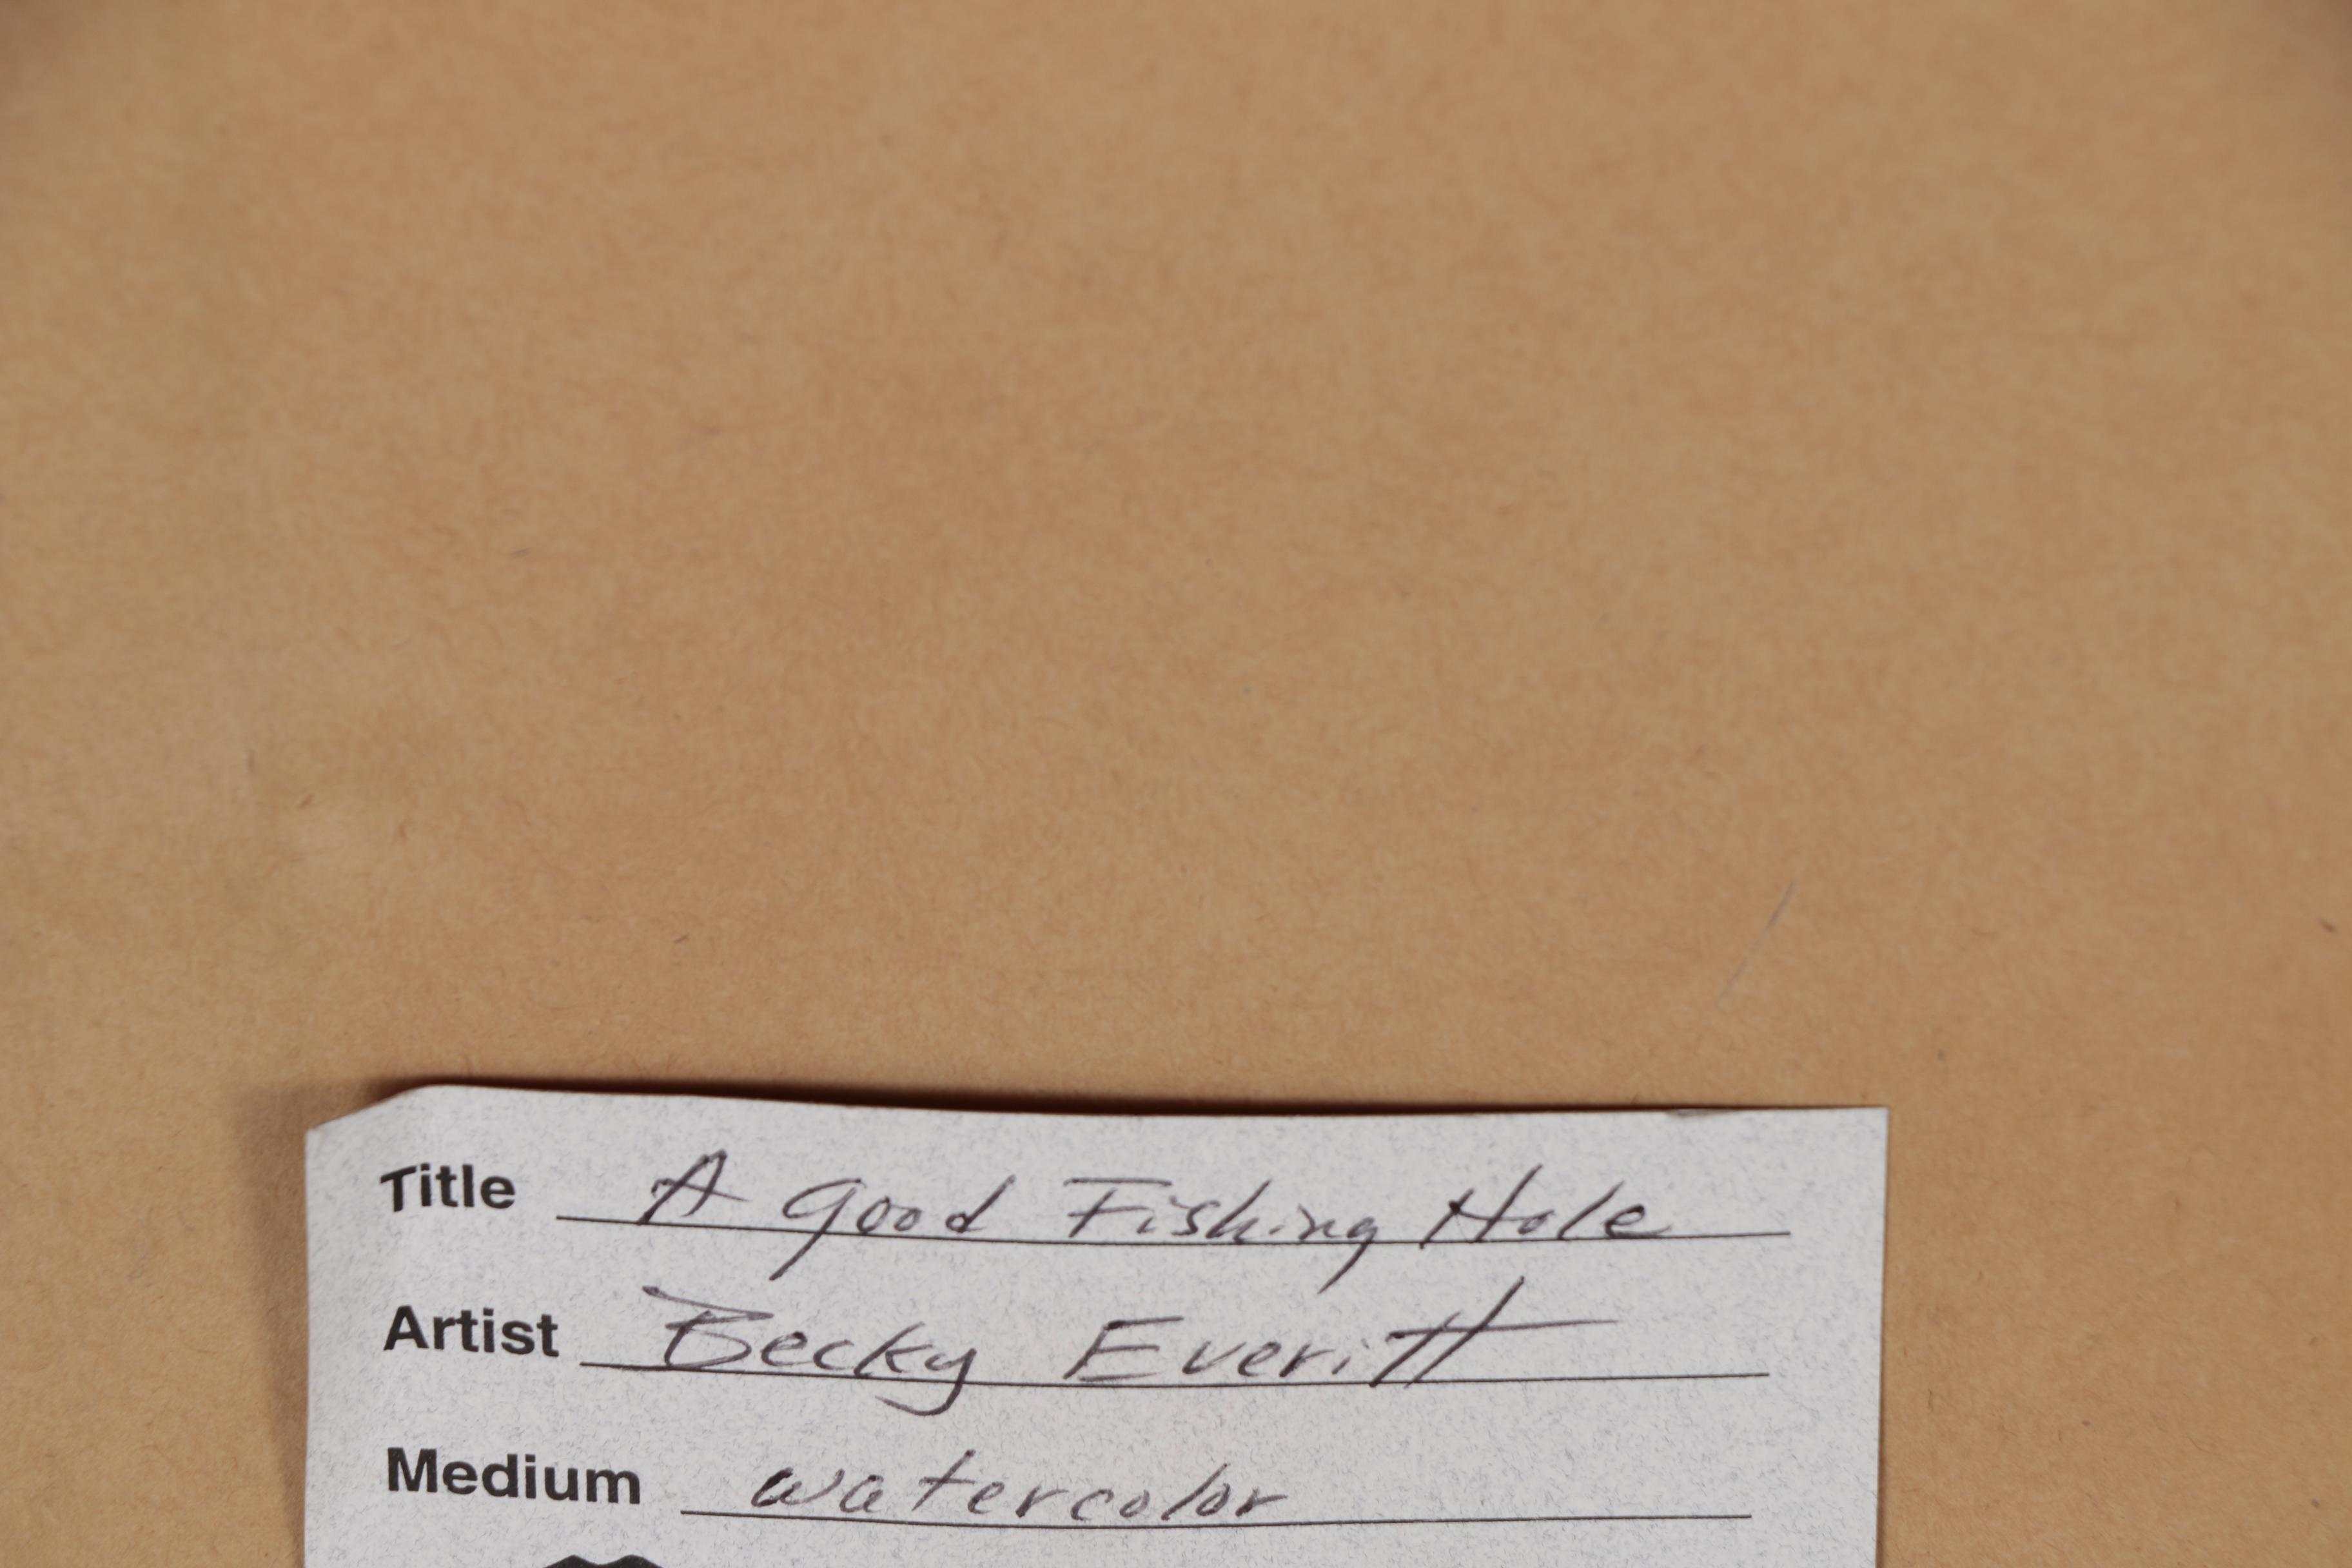 Title A Good Fishing Hole
Artist Becky Everitt
Medium watercolor